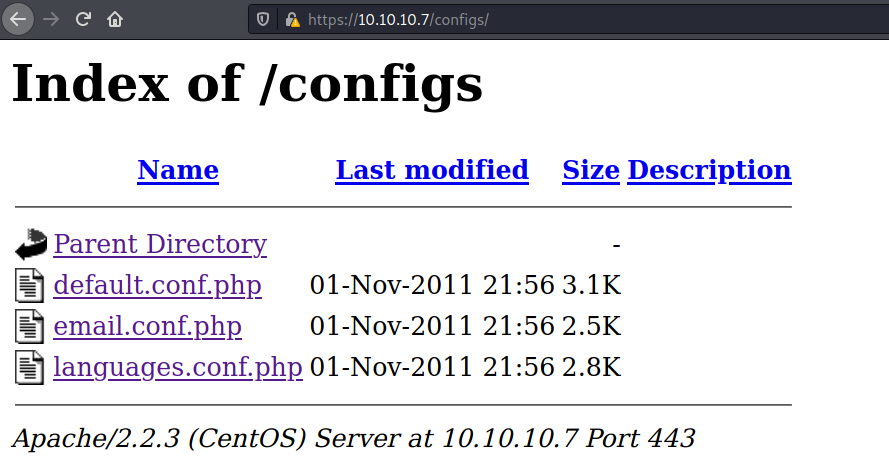 https://10.10.10.7/configs/
Index of /configs
Name Last modified Size Description
Parent Directory -
default.conf.php 01-Nov-2011 21:56 3.1K
email.conf.php 01-Nov-2011 21:56 2.5K
languages.conf.php 01-Nov-2011 21:56 2.8K
Apache/2.2.3 (CentOS) Server at 10.10.10.7 Port 443